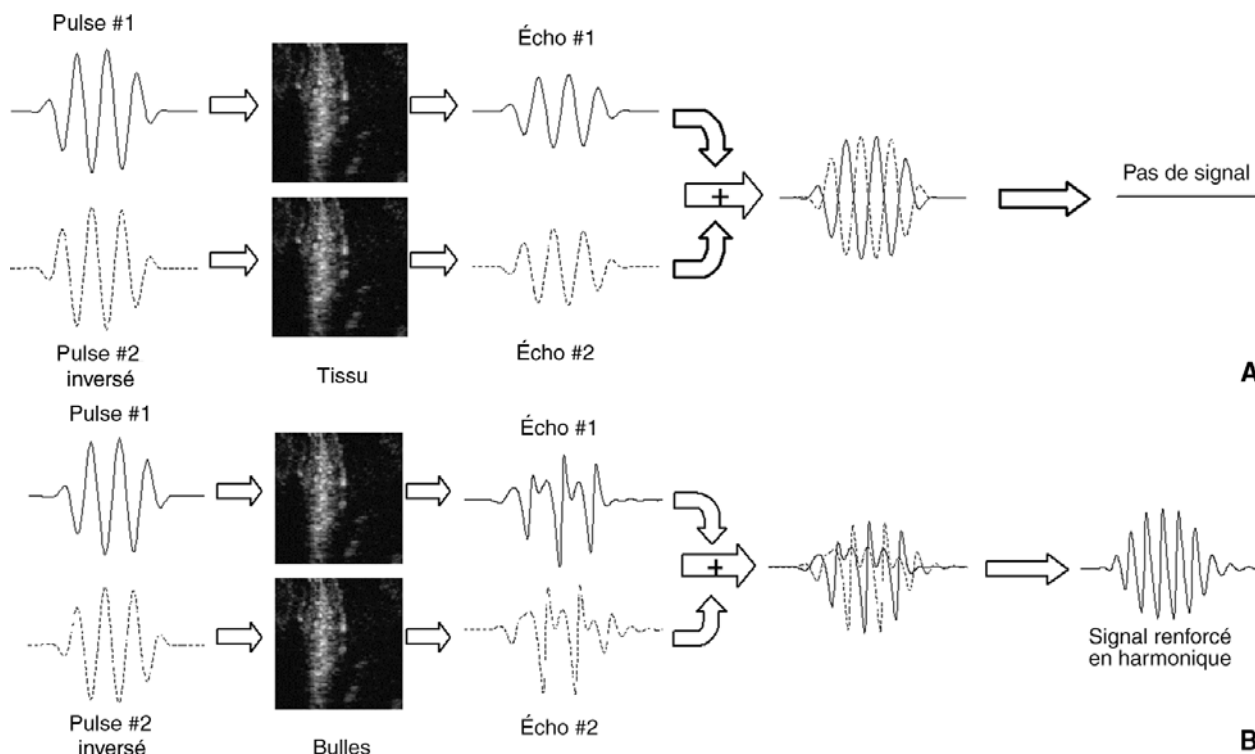 Pulse #1
Écho #1
+
Pas de signal
Pulse #2
inversé
Tissu
Écho #2
A
Pulse #1
Écho #1
+
Signal renforcé
en harmonique
Pulse #2
inversé
Bulles
Écho #2
B